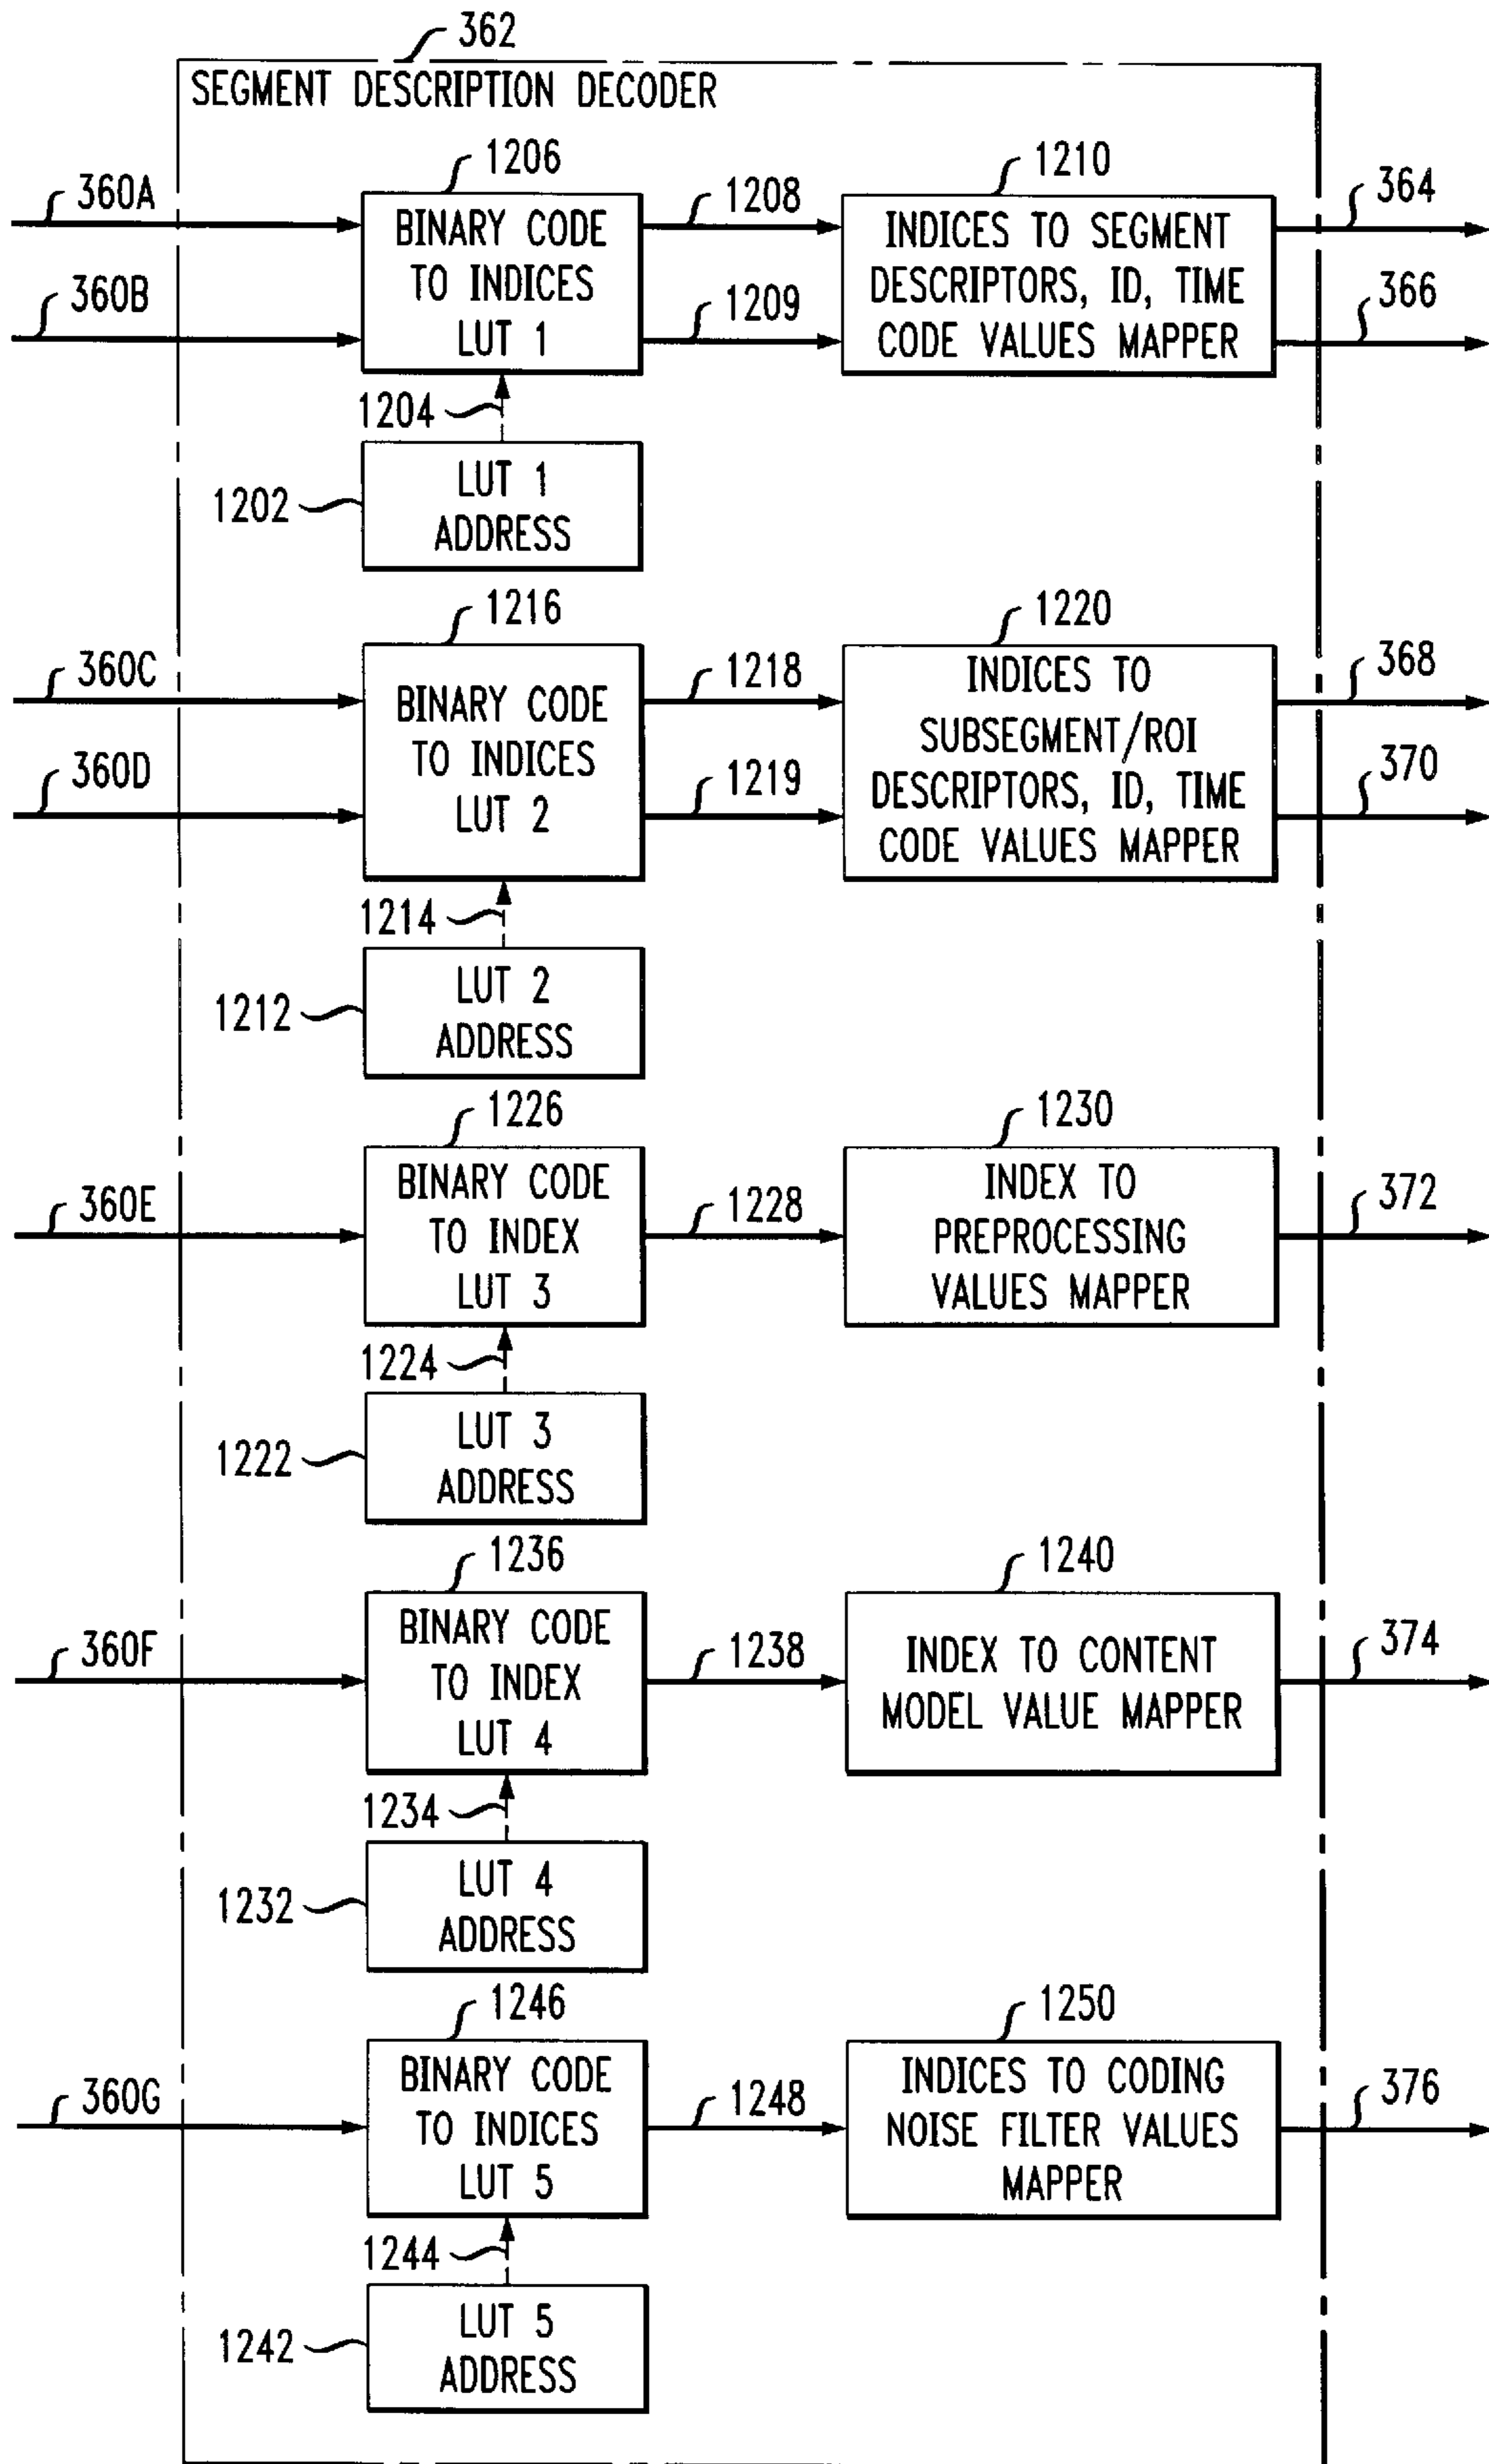 362
SEGMENT DESCRIPTION DECODER
1206
1210
360A
1208
364
BINARY CODE
TO INDICES
LUT 1
INDICES TO SEGMENT
DESCRIPTORS, ID, TIME
CODE VALUES MAPPER
360B
1209
366
1204
LUT 1
ADDRESS
1202
1216
1220
360C
1218
368
BINARY CODE
TO INDICES
LUT 2
INDICES TO
SUBSEGMENT/ROI
DESCRIPTORS, ID, TIME
CODE VALUES MAPPER
360D
1219
370
1214
LUT 2
ADDRESS
1212
1226
1230
360E
BINARY CODE
TO INDEX
LUT 3
1228
INDEX TO
PREPROCESSING
VALUES MAPPER
372
1224
LUT 3
ADDRESS
1222
1236
1240
360F
BINARY CODE
TO INDEX
LUT 4
1238
INDEX TO CONTENT
MODEL VALUE MAPPER
374
1234
LUT 4
ADDRESS
1232
1246
1250
360G
BINARY CODE
TO INDICES
LUT 5
1248
INDICES TO CODING
NOISE FILTER VALUES
MAPPER
376
1244
LUT 5
ADDRESS
1242